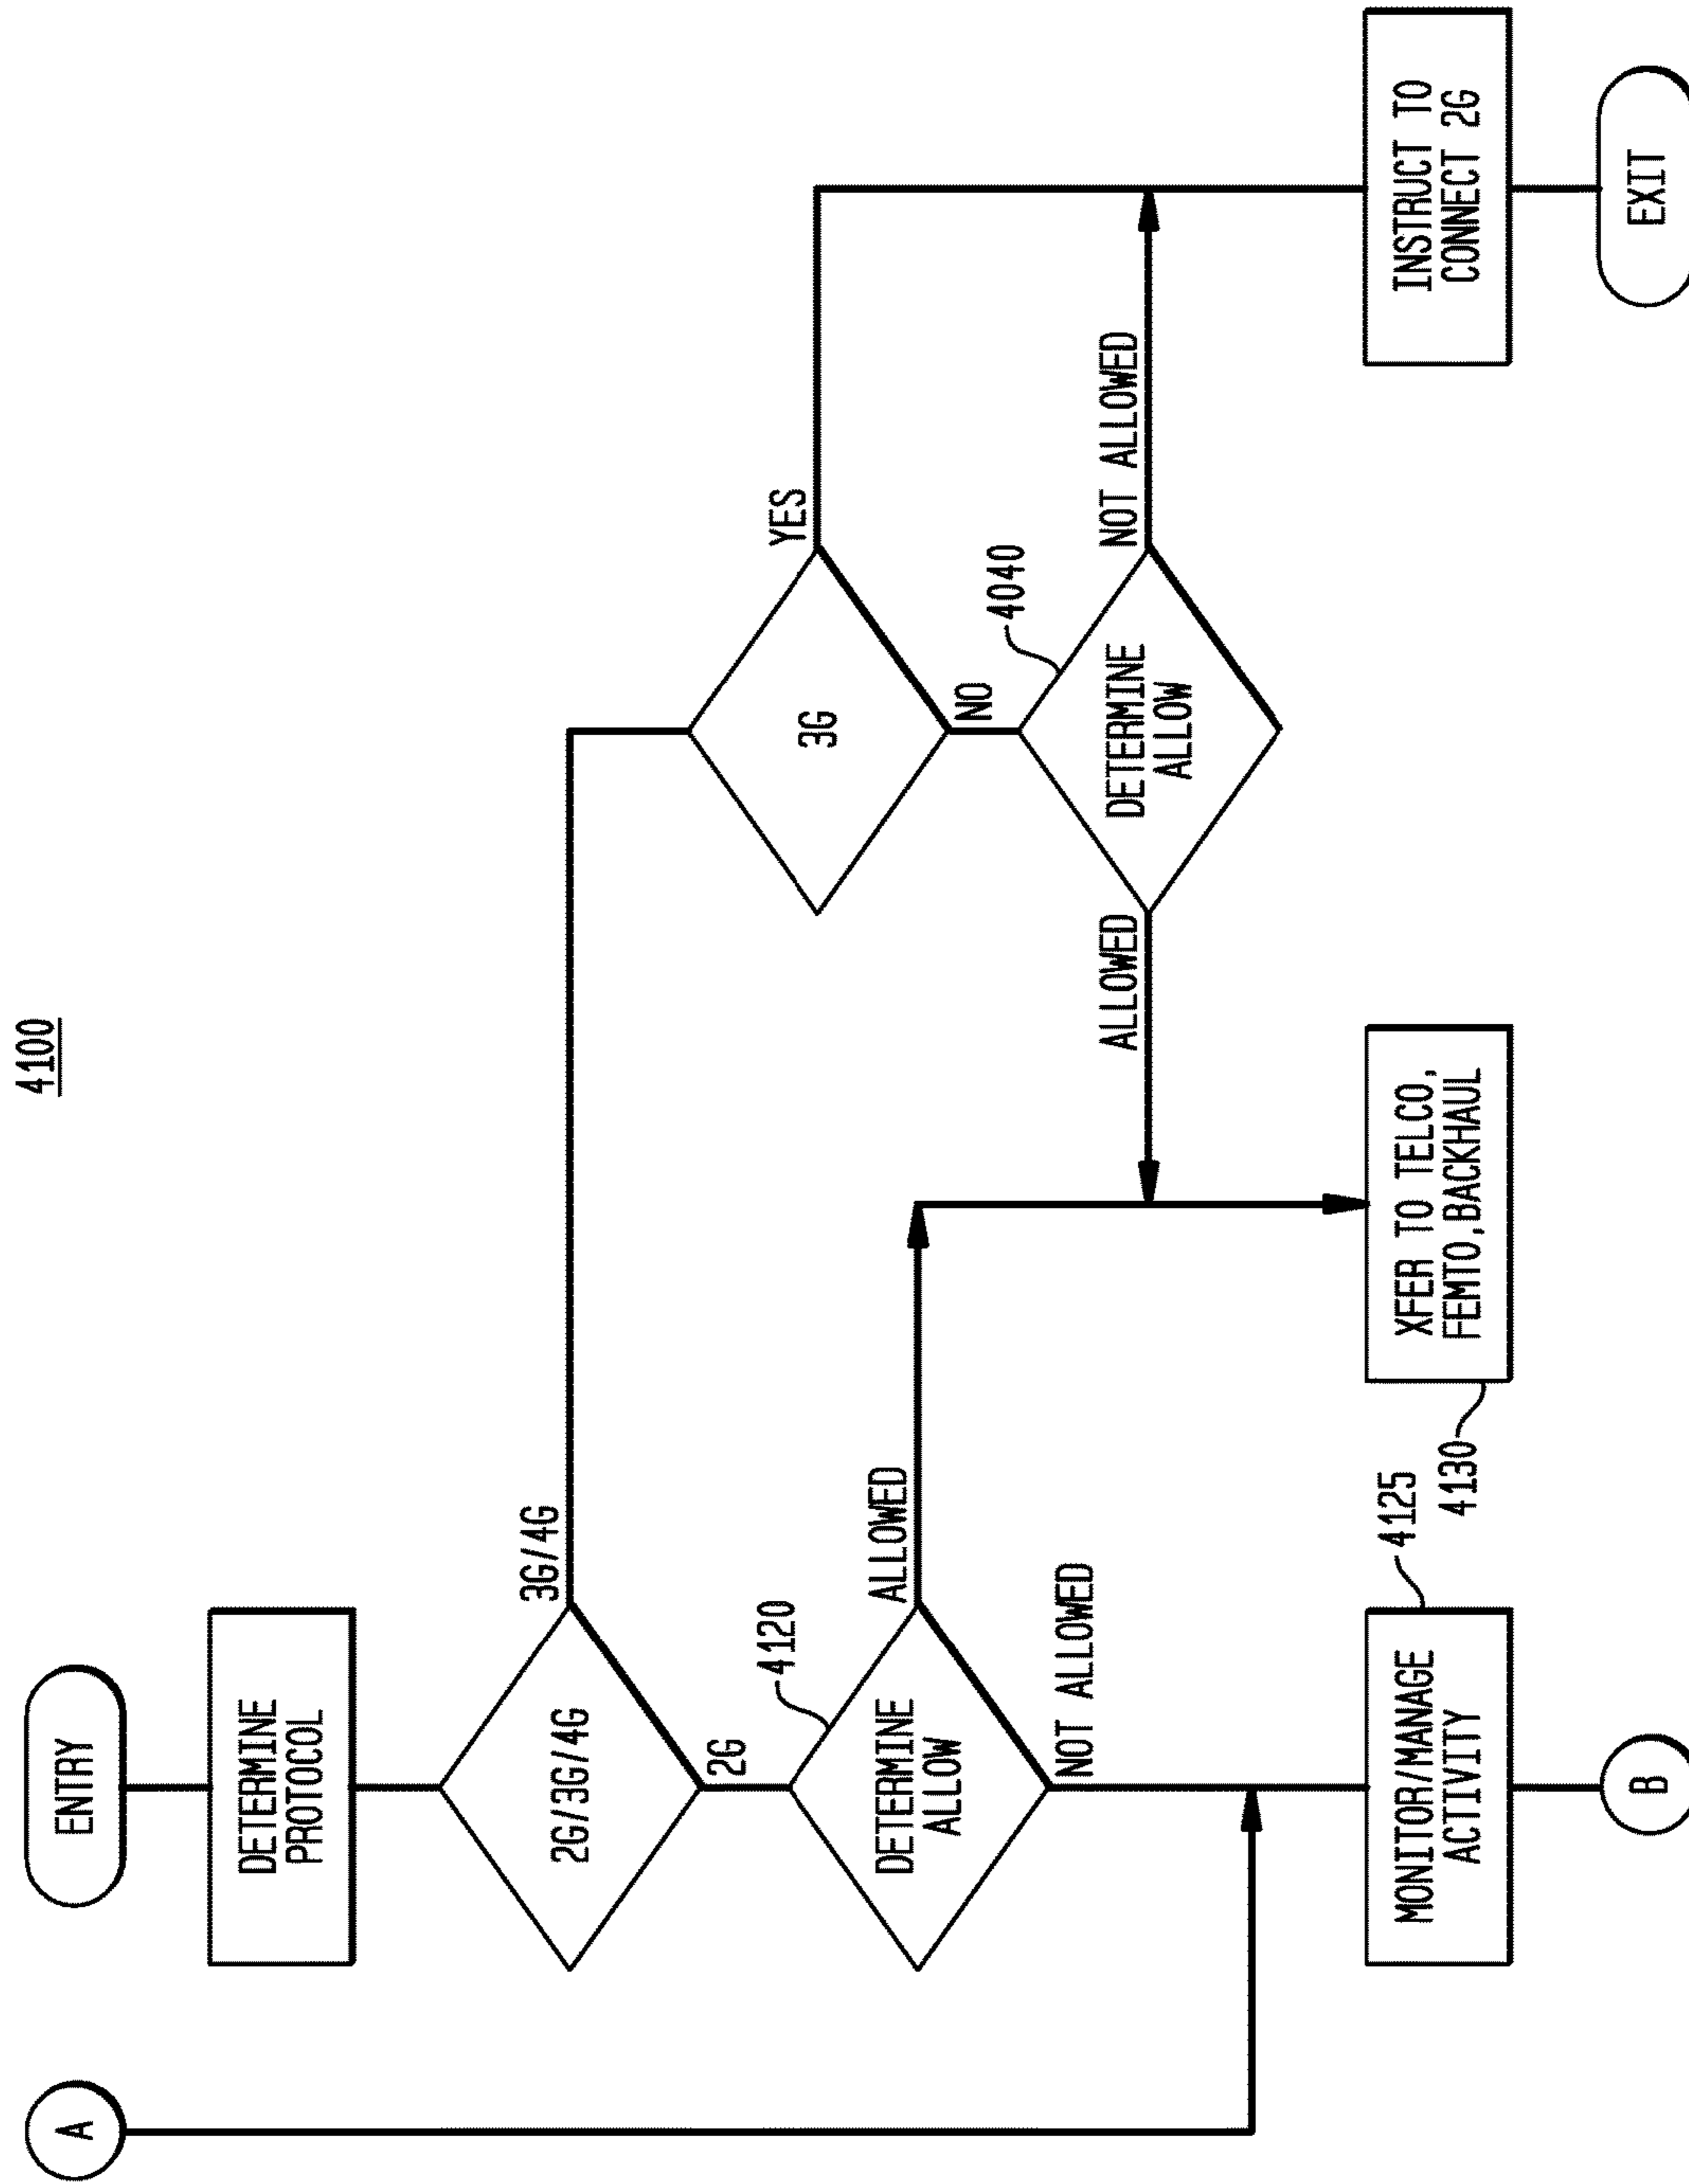 4100
A
ENTRY
DETERMINE
PROTOCOL
2G/3G/4G
3G/4G
2G
DETERMINE
ALLOW
4120
ALLOWED
NOT ALLOWED
3G
YES
NO
DETERMINE
ALLOW
4040
ALLOWED
NOT ALLOWED
MONITOR/MANAGE
ACTIVITY
4125
XFER TO TELCO,
FEMTO,BACKHAUL
4130
INSTRUCT TO
CONNECT 2G
B
EXIT